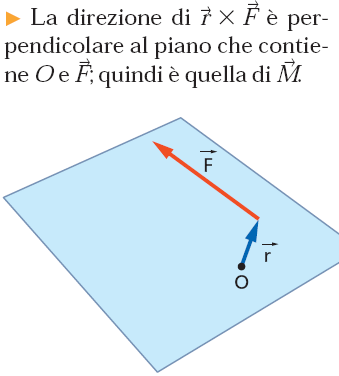 ▶ La direzione di r⃗ × F⃗ è per-
pendicolare al piano che contie-
ne O e F⃗; quindi è quella di M⃗.
F⃗
r⃗
O